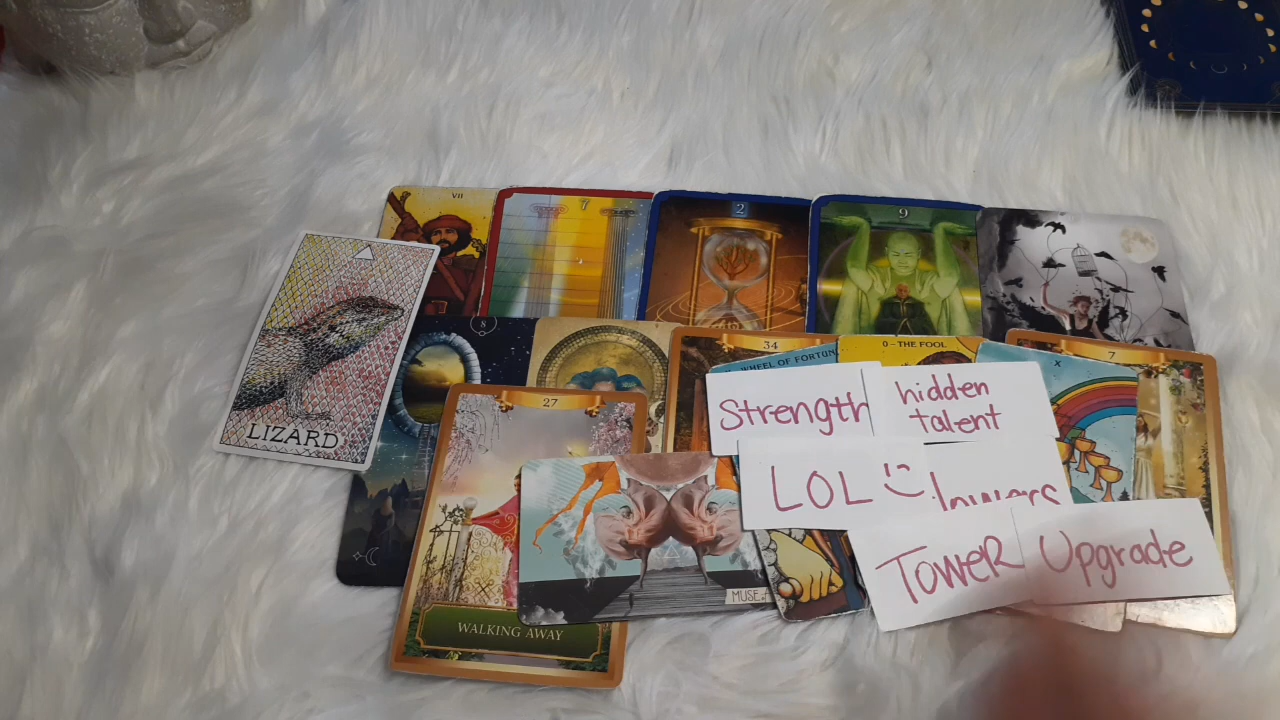 VII
7
2
9
LIZARD
8
34
WHEEL OF FORTUN
0 - THE FOOL
X
7
27
Strength
hidden
talent
LOL
lowers
TOWER
Upgrade
MUSE
WALKING AWAY